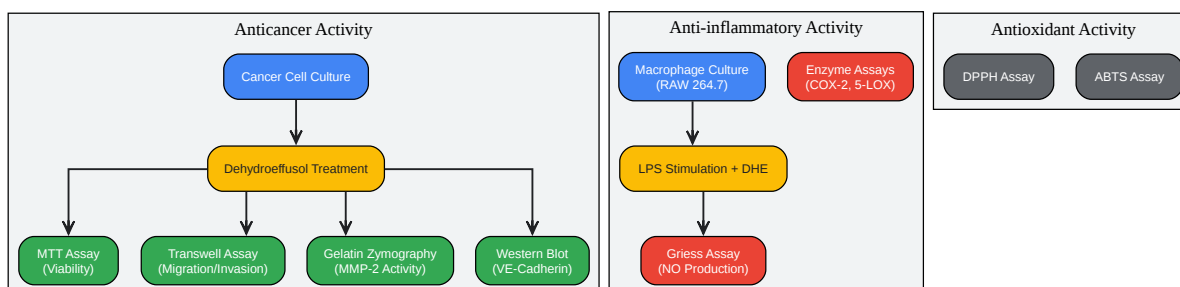 Anticancer Activity
Cancer Cell Culture
Dehydroeffusol Treatment
MTT Assay
(Viability)
Transwell Assay
(Migration/Invasion)
Gelatin Zymography
(MMP-2 Activity)
Western Blot
(VE-Cadherin)
Anti-inflammatory Activity
Macrophage Culture
(RAW 264.7)
Enzyme Assays
(COX-2, 5-LOX)
LPS Stimulation + DHE
Griess Assay
(NO Production)
Antioxidant Activity
DPPH Assay
ABTS Assay